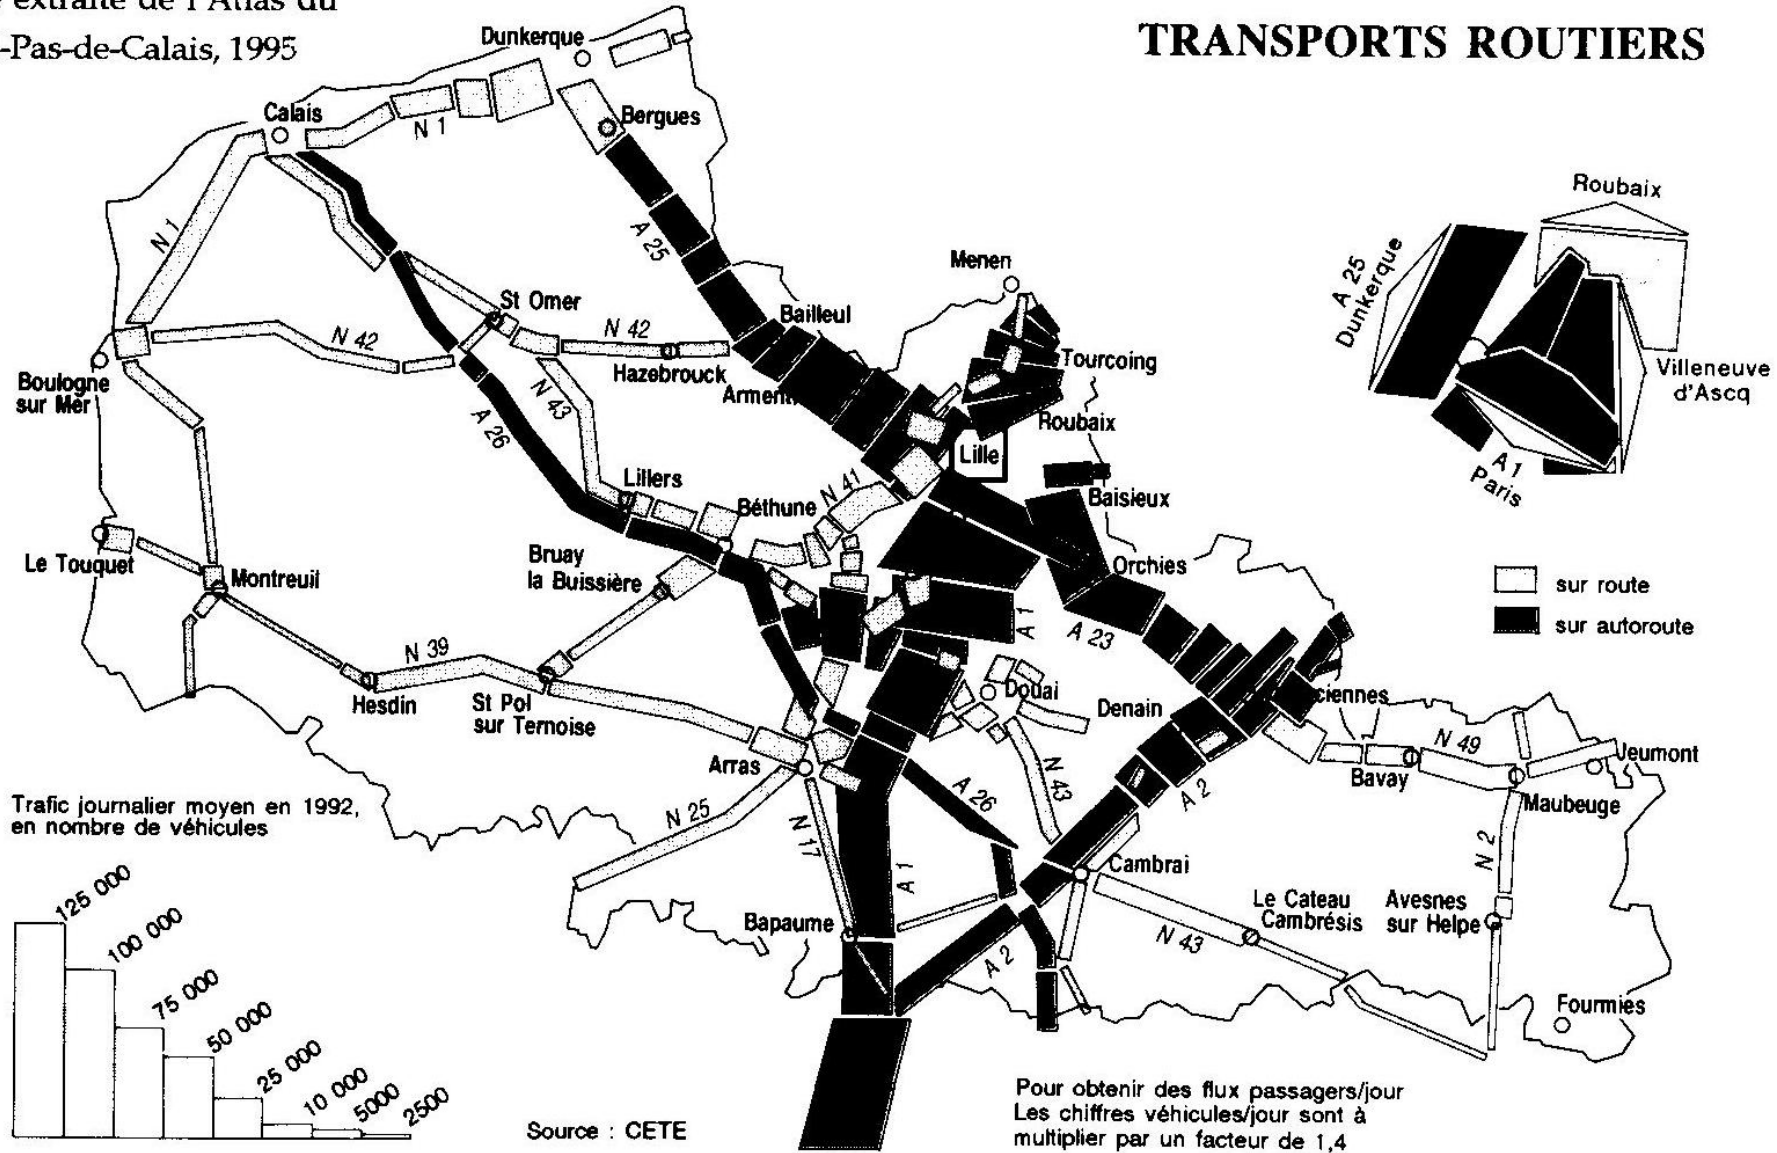 extraite de l'Atlas du
-Pas-de-Calais, 1995
TRANSPORTS ROUTIERS
Dunkerque
Calais
N 1
Bergues
Roubaix
A 25
Dunkerque
N 1
A 25
Menen
St Omer
Bailleul
N 42
N 42
Tourcoing
Villeneuve
d'Ascq
Boulogne
sur Mer
Hazebrouck
Armen
N 43
A 26
Roubaix
Lille
A 1
Paris
Lillers
N 41
Béthune
Baisieux
Le Touquet
Bruay
la Buissière
Orchies
Montreuil
sur route
A 1
A 23
sur autoroute
N 39
Hesdin
St Pol
sur Ternoise
Douai
Denain
ciennes
N 49
Jeumont
Arras
Bavay
Maubeuge
A 26
N 43
A 2
Trafic journalier moyen en 1992,
en nombre de véhicules
N 25
N 17
N 2
A 1
Cambrai
125 000
100 000
75 000
50 000
25 000
10 000
5000
2500
Bapaume
Le Cateau
Cambrésis
Avesnes
sur Helpe
N 43
A 2
Fourmies
Source : CETE
Pour obtenir des flux passagers/jour
Les chiffres véhicules/jour sont à
multiplier par un facteur de 1,4